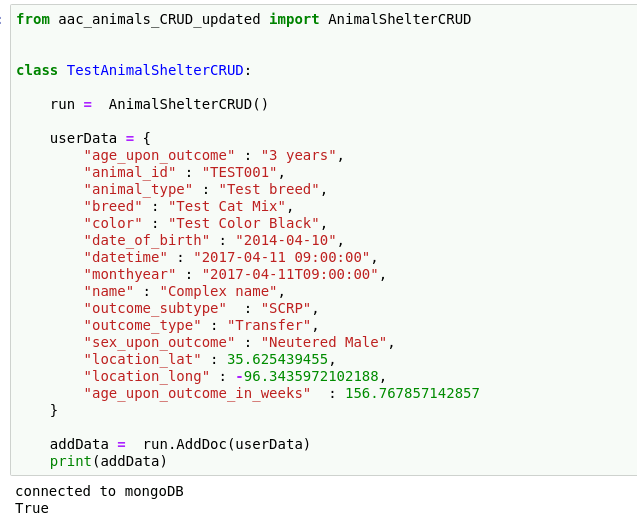 from aac_animals_CRUD_updated import AnimalShelterCRUD
class TestAnimalShelterCRUD:
run =  AnimalShelterCRUD()
userData = {
"age_upon_outcome" : "3 years",
"animal_id" : "TEST001",
"animal_type" : "Test breed",
"breed" : "Test Cat Mix",
"color" : "Test Color Black",
"date_of_birth" : "2014-04-10",
"datetime" : "2017-04-11 09:00:00",
"monthyear" : "2017-04-11T09:00:00",
"name" : "Complex name",
"outcome_subtype"  : "SCRP",
"outcome_type" : "Transfer",
"sex_upon_outcome" : "Neutered Male",
"location_lat" : 35.625439455,
"location_long" : -96.3435972102188,
"age_upon_outcome_in_weeks"  : 156.767857142857
}
addData =  run.AddDoc(userData)
print(addData)
connected to mongoDB
True